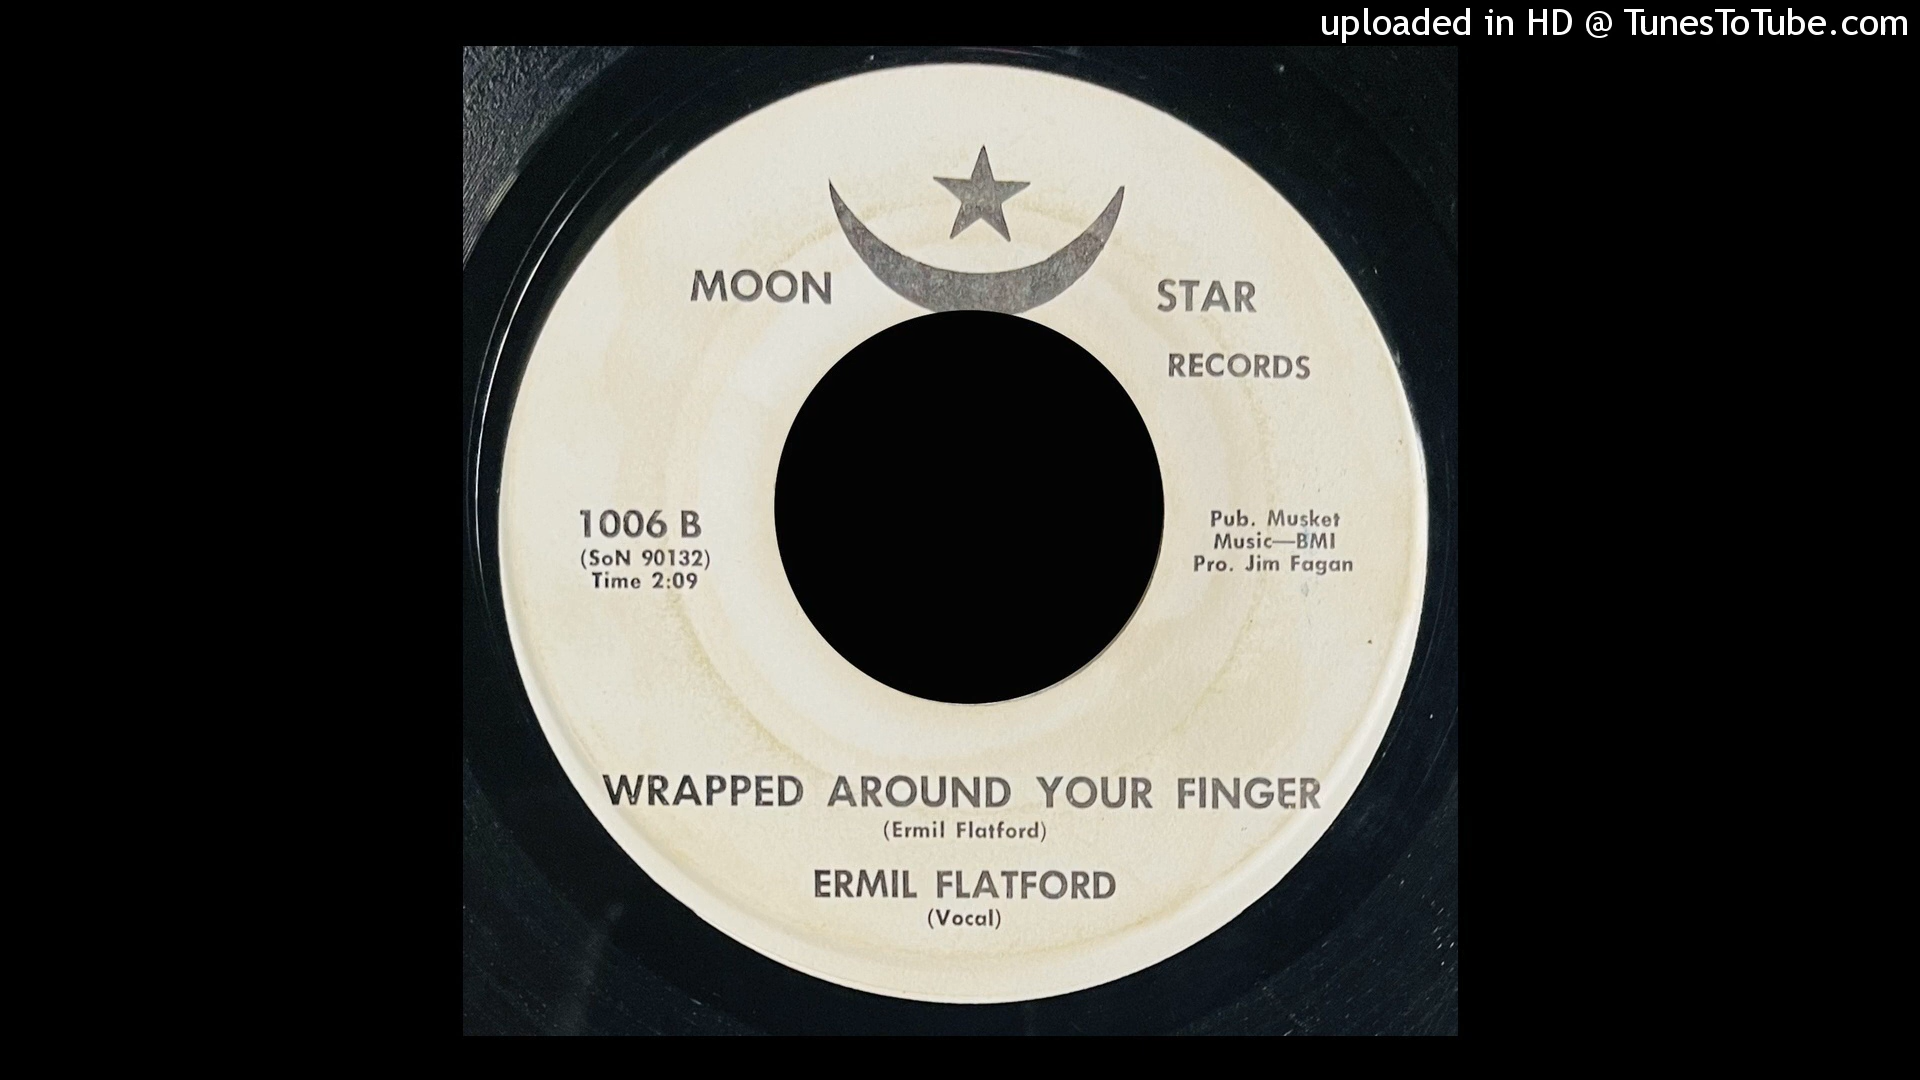 uploaded in HD @ TunesToTube.com
MOON STAR
RECORDS
1006 B
(SoN 90132)
Time 2:09
Pub. Musket
Music—BMI
Pro. Jim Fagan
WRAPPED AROUND YOUR FINGER
(Ermil Flatford)
ERMIL FLATFORD
(Vocal)